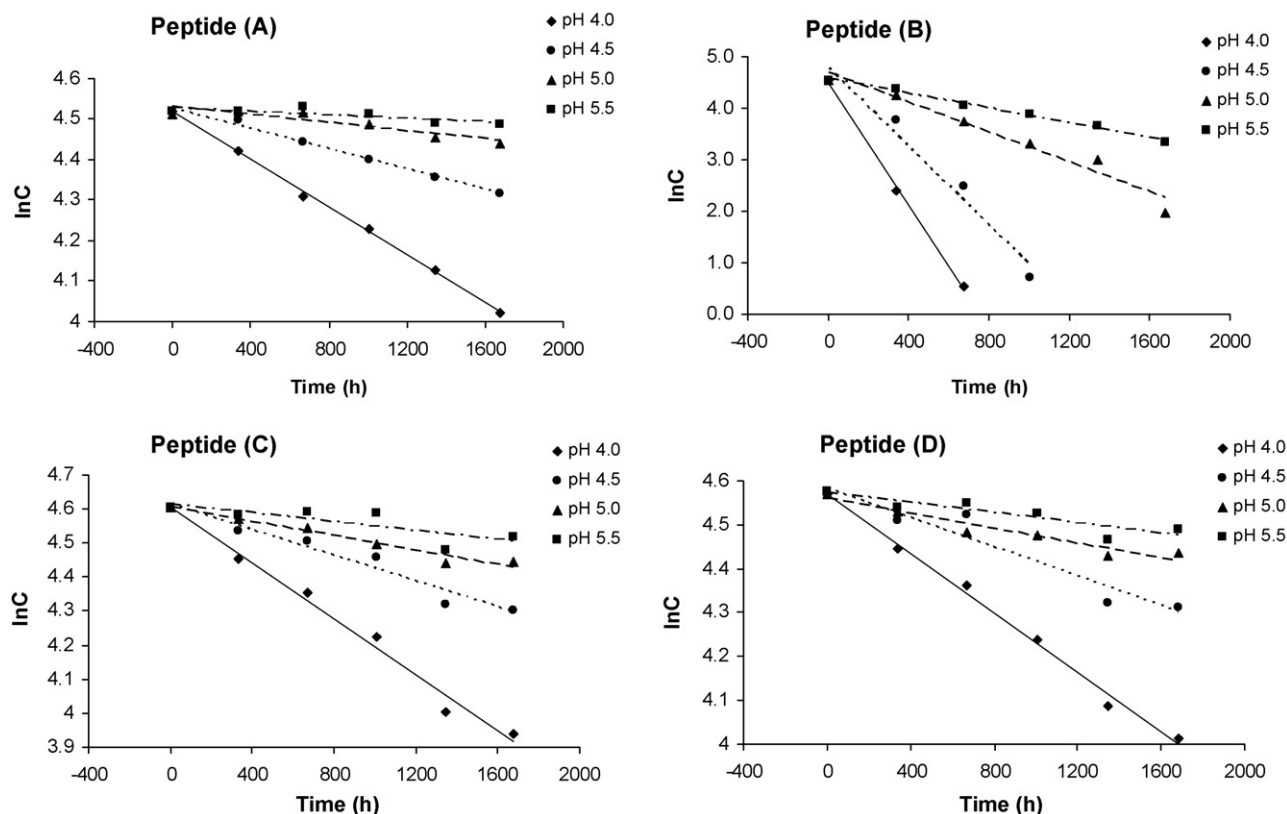 Peptide (A)
pH 4.0
pH 4.5
pH 5.0
pH 5.5
4.6
4.5
4.4
4.3
4.2
4.1
4
lnC
-400 0 400 800 1200 1600 2000
Time (h)
Peptide (B)
pH 4.0
pH 4.5
pH 5.0
pH 5.5
5.0
4.0
3.0
2.0
1.0
0.0
lnC
-400 0 400 800 1200 1600 2000
Time (h)
Peptide (C)
pH 4.0
pH 4.5
pH 5.0
pH 5.5
4.7
4.6
4.5
4.4
4.3
4.2
4.1
4
3.9
lnC
-400 0 400 800 1200 1600 2000
Time (h)
Peptide (D)
pH 4.0
pH 4.5
pH 5.0
pH 5.5
4.6
4.5
4.4
4.3
4.2
4.1
4
lnC
-400 0 400 800 1200 1600 2000
Time (h)